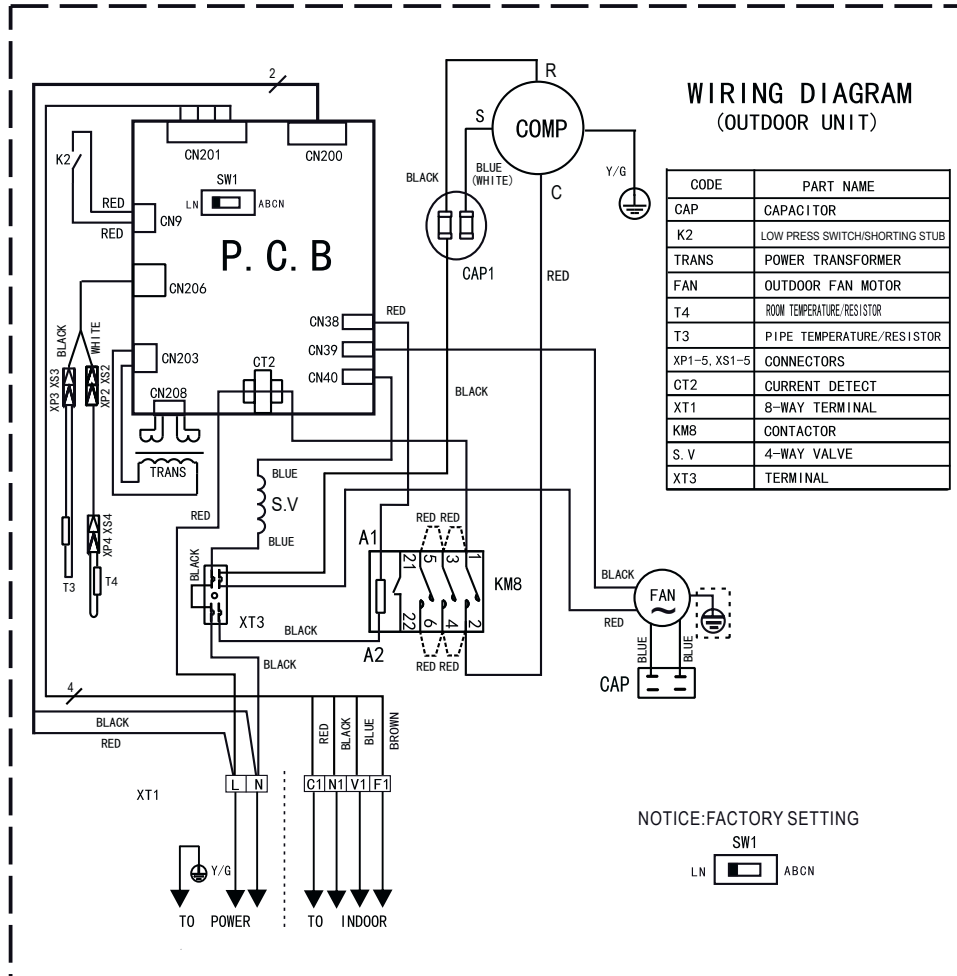 WIRING DIAGRAM
(OUTDOOR UNIT)
CODE PART NAME
CAP CAPACITOR
K2 LOW PRESS SWITCH/SHORTING STUB
TRANS POWER TRANSFORMER
FAN OUTDOOR FAN MOTOR
T4 ROOM TEMPERATURE/RESISTOR
T3 PIPE TEMPERATURE/RESISTOR
XP1-5, XS1-5 CONNECTORS
CT2 CURRENT DETECT
XT1 8-WAY TERMINAL
KM8 CONTACTOR
S.V 4-WAY VALVE
XT3 TERMINAL
2
CN201
CN200
SW1
LN
ABCN
K2
RED
RED
CN9
P.C.B
CN206
BLACK
WHITE
CN203
CN208
CT2
CN38
CN39
CN40
RED
XP3 XS3
XP2 XS2
TRANS
XP4 XS4
T3
T4
R
S
COMP
C
BLACK
BLUE
(WHITE)
Y/G
CAP1
RED
BLACK
BLUE
S.V
BLUE
RED
BLACK
XT3
BLACK
BLACK
A1
A2
RED RED
21 5 3 1
22 6 4 2
RED RED
KM8
BLACK
RED
FAN
~
BLUE
BLUE
CAP
4
BLACK
RED
RED
BLACK
BLUE
BROWN
XT1
L N
C1 N1 V1 F1
Y/G
TO POWER
TO INDOOR
NOTICE:FACTORY SETTING
SW1
LN
ABCN